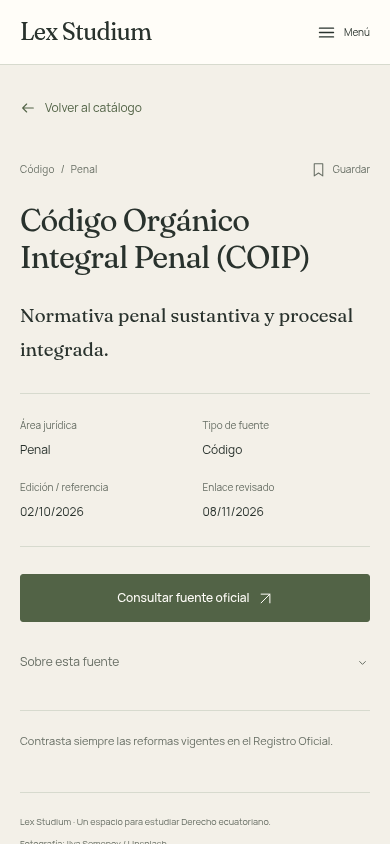 Lex Studium
Menú
Volver al catálogo
Código / Penal
Guardar
Código Orgánico
Integral Penal (COIP)
Normativa penal sustantiva y procesal
integrada.
Área jurídica
Tipo de fuente
Penal
Código
Edición / referencia
Enlace revisado
02/10/2026
08/11/2026
Consultar fuente oficial
Sobre esta fuente
Contrasta siempre las reformas vigentes en el Registro Oficial.
Lex Studium · Un espacio para estudiar Derecho ecuatoriano.